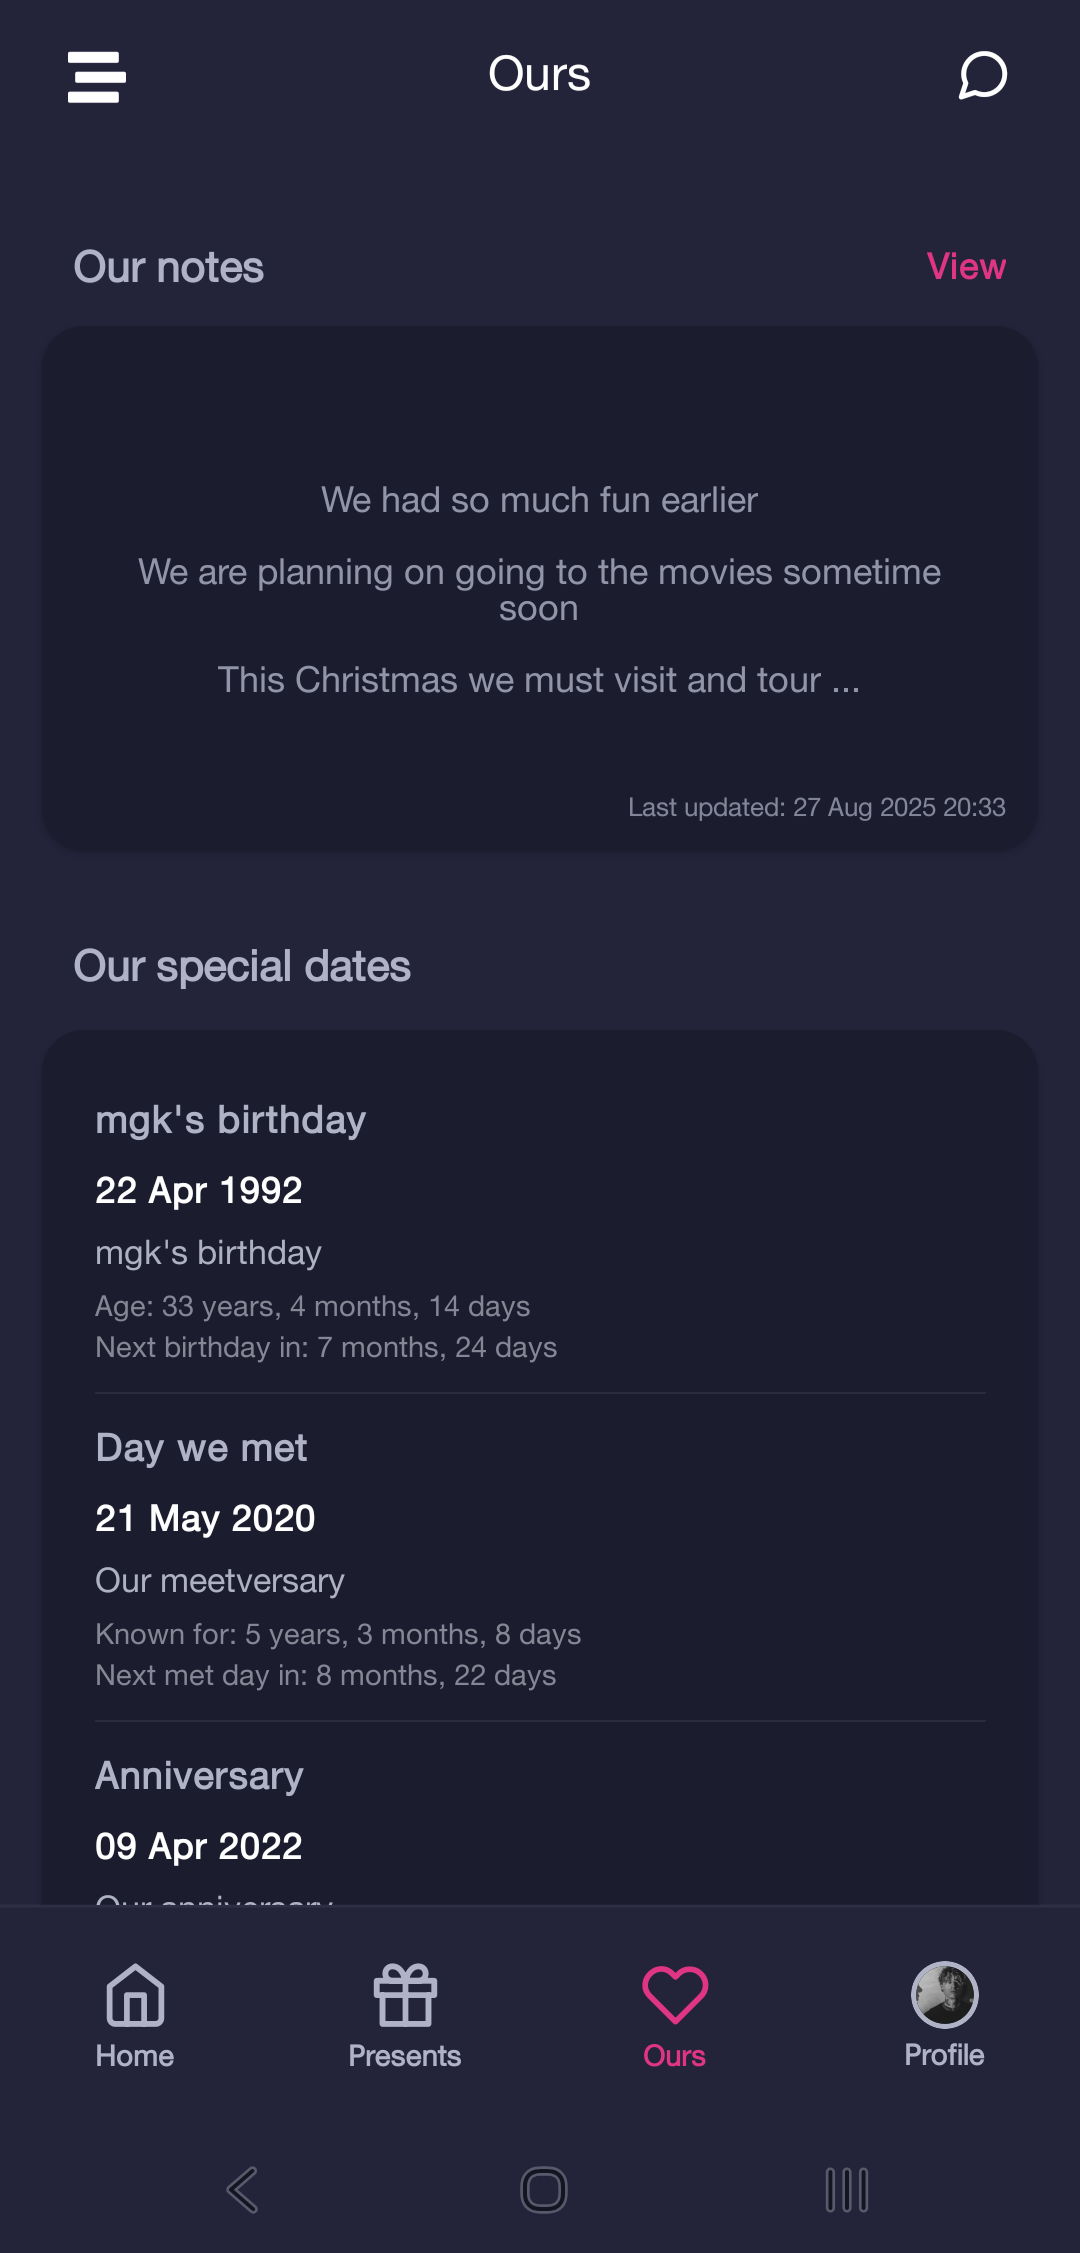 Ours
Our notes
View
We had so much fun earlier
We are planning on going to the movies sometime
soon
This Christmas we must visit and tour ...
Last updated: 27 Aug 2025 20:33
Our special dates
mgk's birthday
22 Apr 1992
mgk's birthday
Age: 33 years, 4 months, 14 days
Next birthday in: 7 months, 24 days
Day we met
21 May 2020
Our meetversary
Known for: 5 years, 3 months, 8 days
Next met day in: 8 months, 22 days
Anniversary
09 Apr 2022
Our anniversary
Home
Presents
Ours
Profile